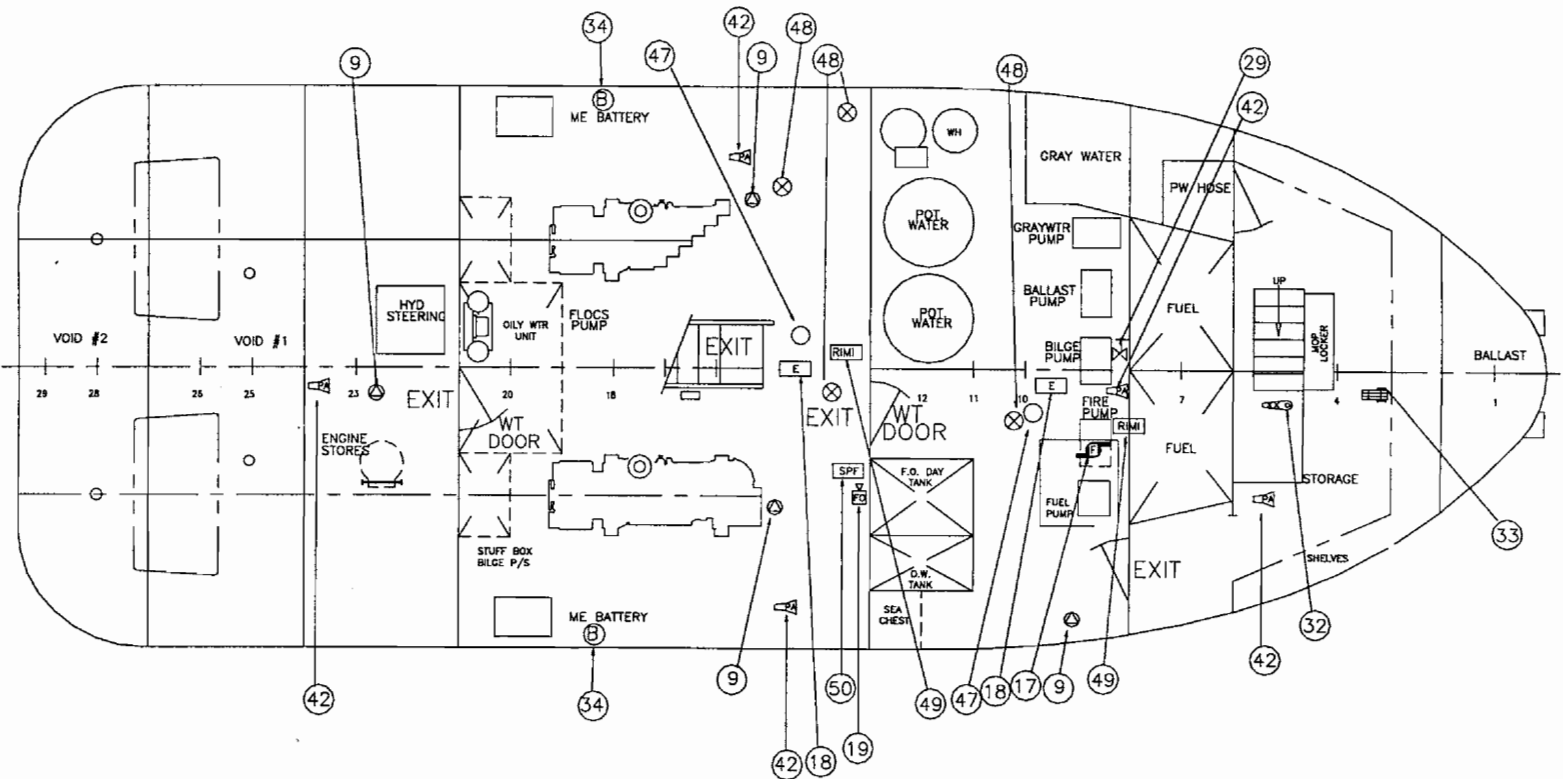 42
9
48
34
47
48
48
29
9
42
B
ME BATTERY
PA
WH
GRAY WATER
PW HOSE
POT. WATER
GRAYWTR PUMP
UP
HYD STEERING
OILY WTR UNIT
FLOCS PUMP
BALLAST PUMP
FUEL
MOP LOCKER
POT. WATER
VOID #2
VOID #1
EXIT
RIMI
BILGE PUMP
BALLAST
E
E
PA
29
28
26
25
23
20
18
12
11
10
7
4
1
PA
EXIT
WT DOOR
EXIT
WT DOOR
FIRE PUMP
RIMI
ENGINE STORES
SPF
F.O. DAY TANK
FUEL
STORAGE
FO
FUEL PUMP
PA
33
STUFF BOX BILGE P/S
O.W. TANK
EXIT
SHELVES
ME BATTERY
B
PA
SEA CHEST
32
42
34
9
50
49
47
18
17
9
49
42
42
18
19